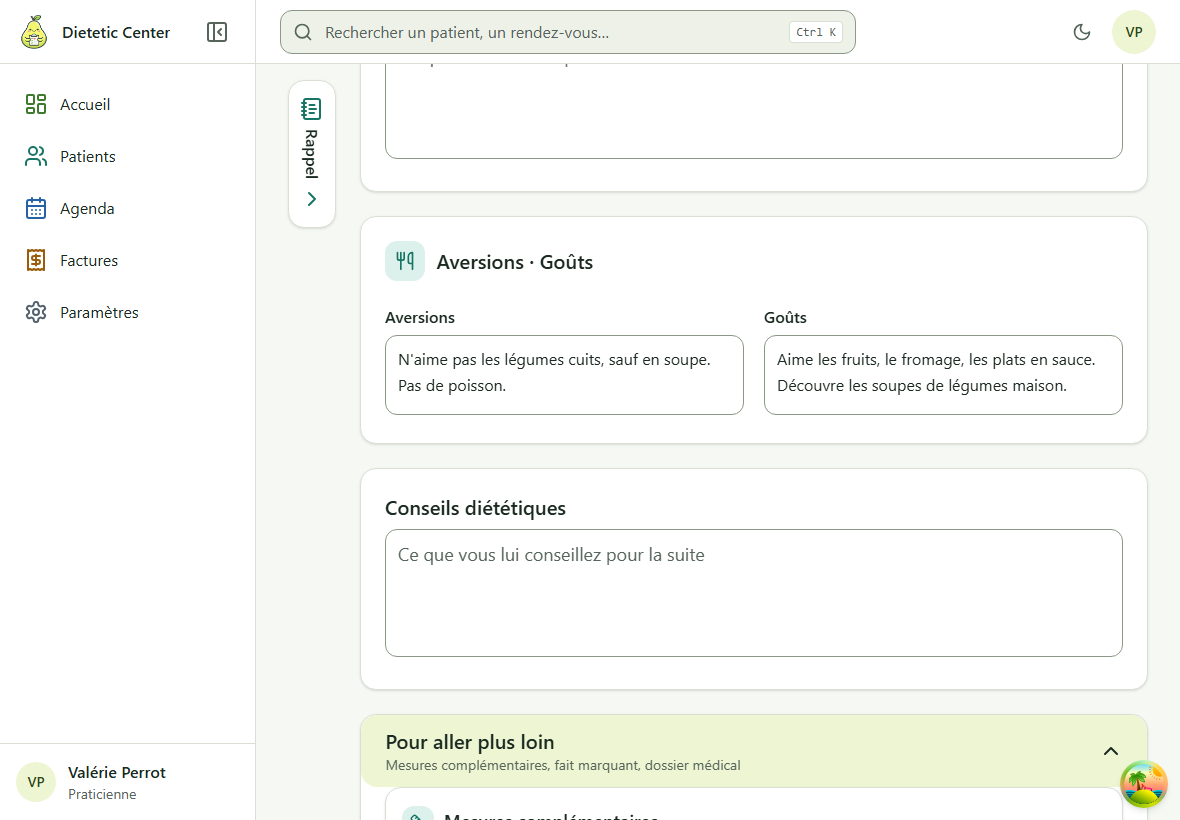 Dietetic Center
Rechercher un patient, un rendez-vous...
Ctrl K
VP
Accueil
Patients
Agenda
Factures
Paramètres
Rappel
Aversions · Goûts
Aversions
Goûts
N'aime pas les légumes cuits, sauf en soupe.
Pas de poisson.
Aime les fruits, le fromage, les plats en sauce.
Découvre les soupes de légumes maison.
Conseils diététiques
Ce que vous lui conseillez pour la suite
Pour aller plus loin
Mesures complémentaires, fait marquant, dossier médical
Mesures complémentaires
VP
Valérie Perrot
Praticienne